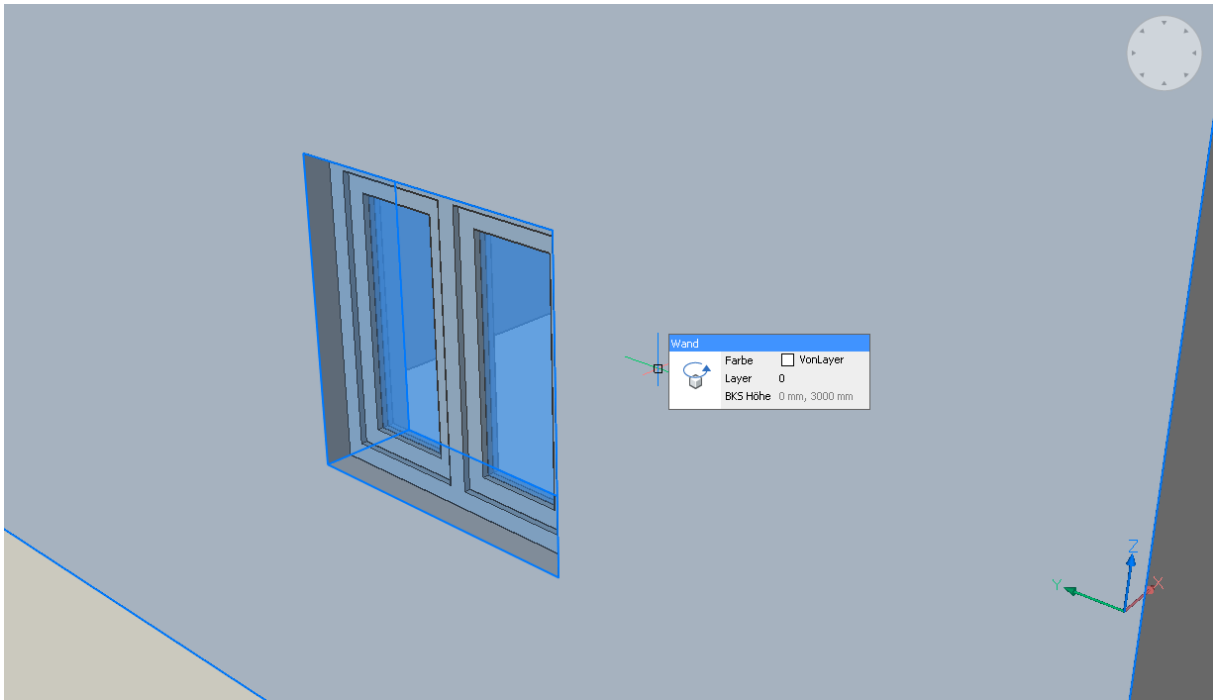 Wand
Farbe VonLayer
Layer 0
BKS Höhe 0 mm, 3000 mm
Z
Y
X